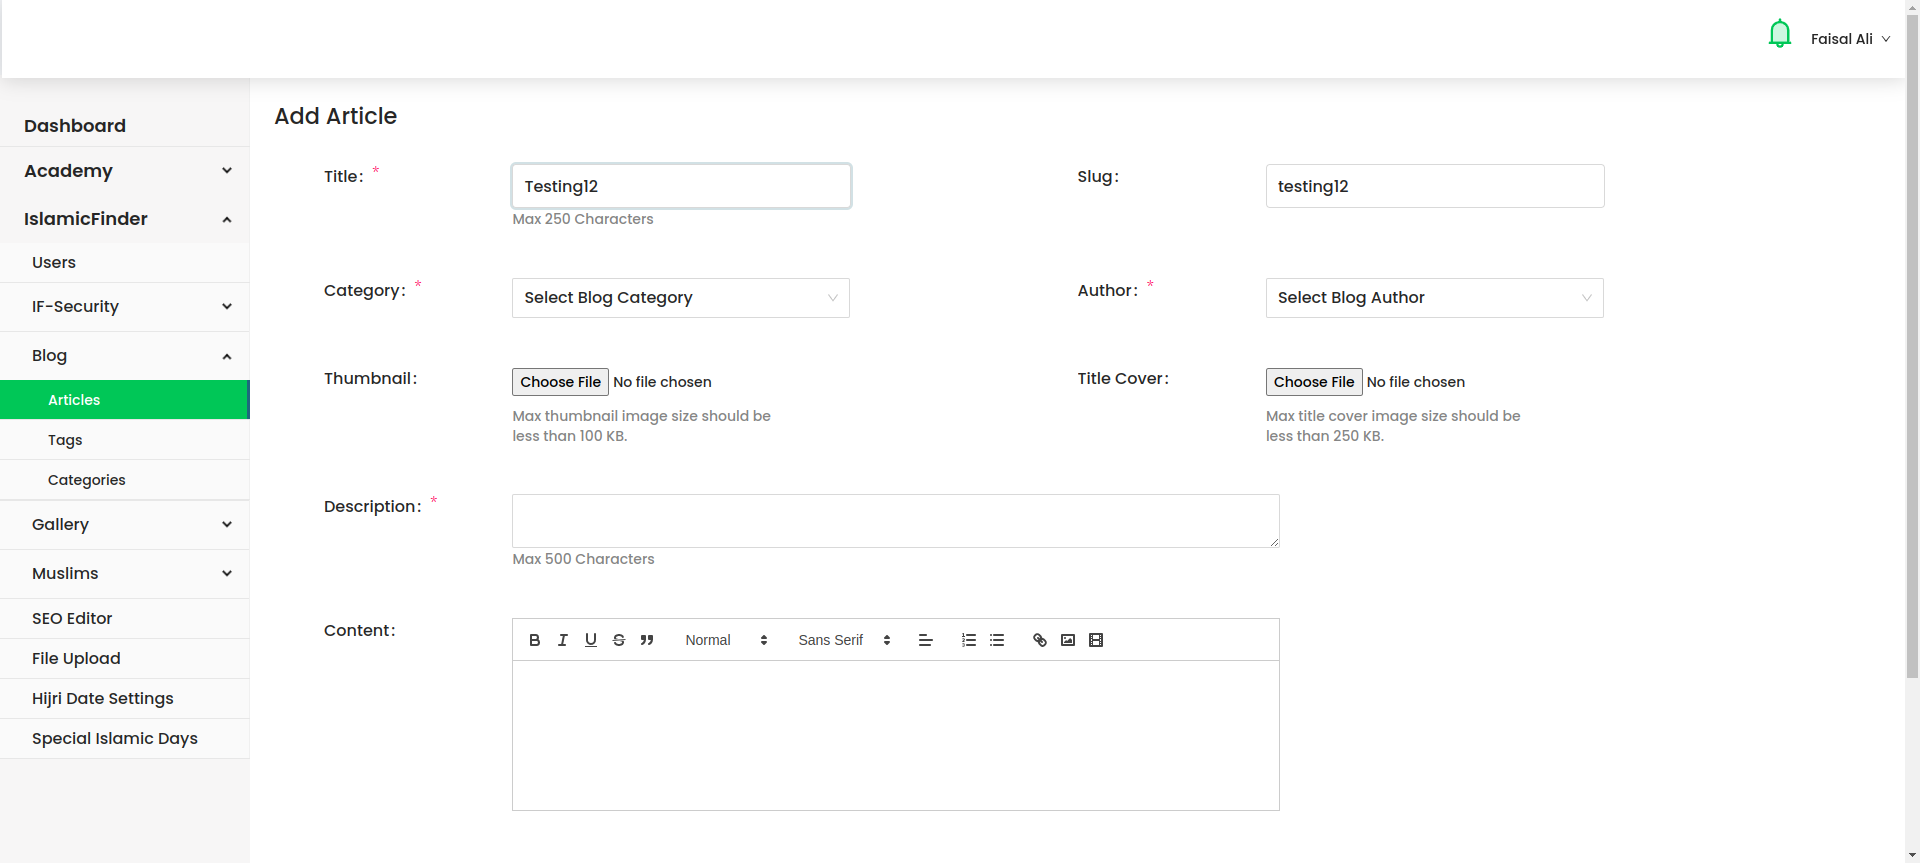 Faisal Ali
Dashboard
Academy
IslamicFinder
Users
IF-Security
Blog
Articles
Tags
Categories
Gallery
Muslims
SEO Editor
File Upload
Hijri Date Settings
Special Islamic Days
Add Article
Title: *
Testing12
Max 250 Characters
Slug:
testing12
Category: *
Select Blog Category
Author: *
Select Blog Author
Thumbnail:
Choose File No file chosen
Max thumbnail image size should be
less than 100 KB.
Title Cover:
Choose File No file chosen
Max title cover image size should be
less than 250 KB.
Description: *
Max 500 Characters
Content:
Normal Sans Serif